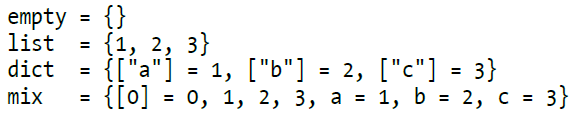 empty = {}
list = {1, 2, 3}
dict = {["a"] = 1, ["b"] = 2, ["c"] = 3}
mix = {[0] = 0, 1, 2, 3, a = 1, b = 2, c = 3}